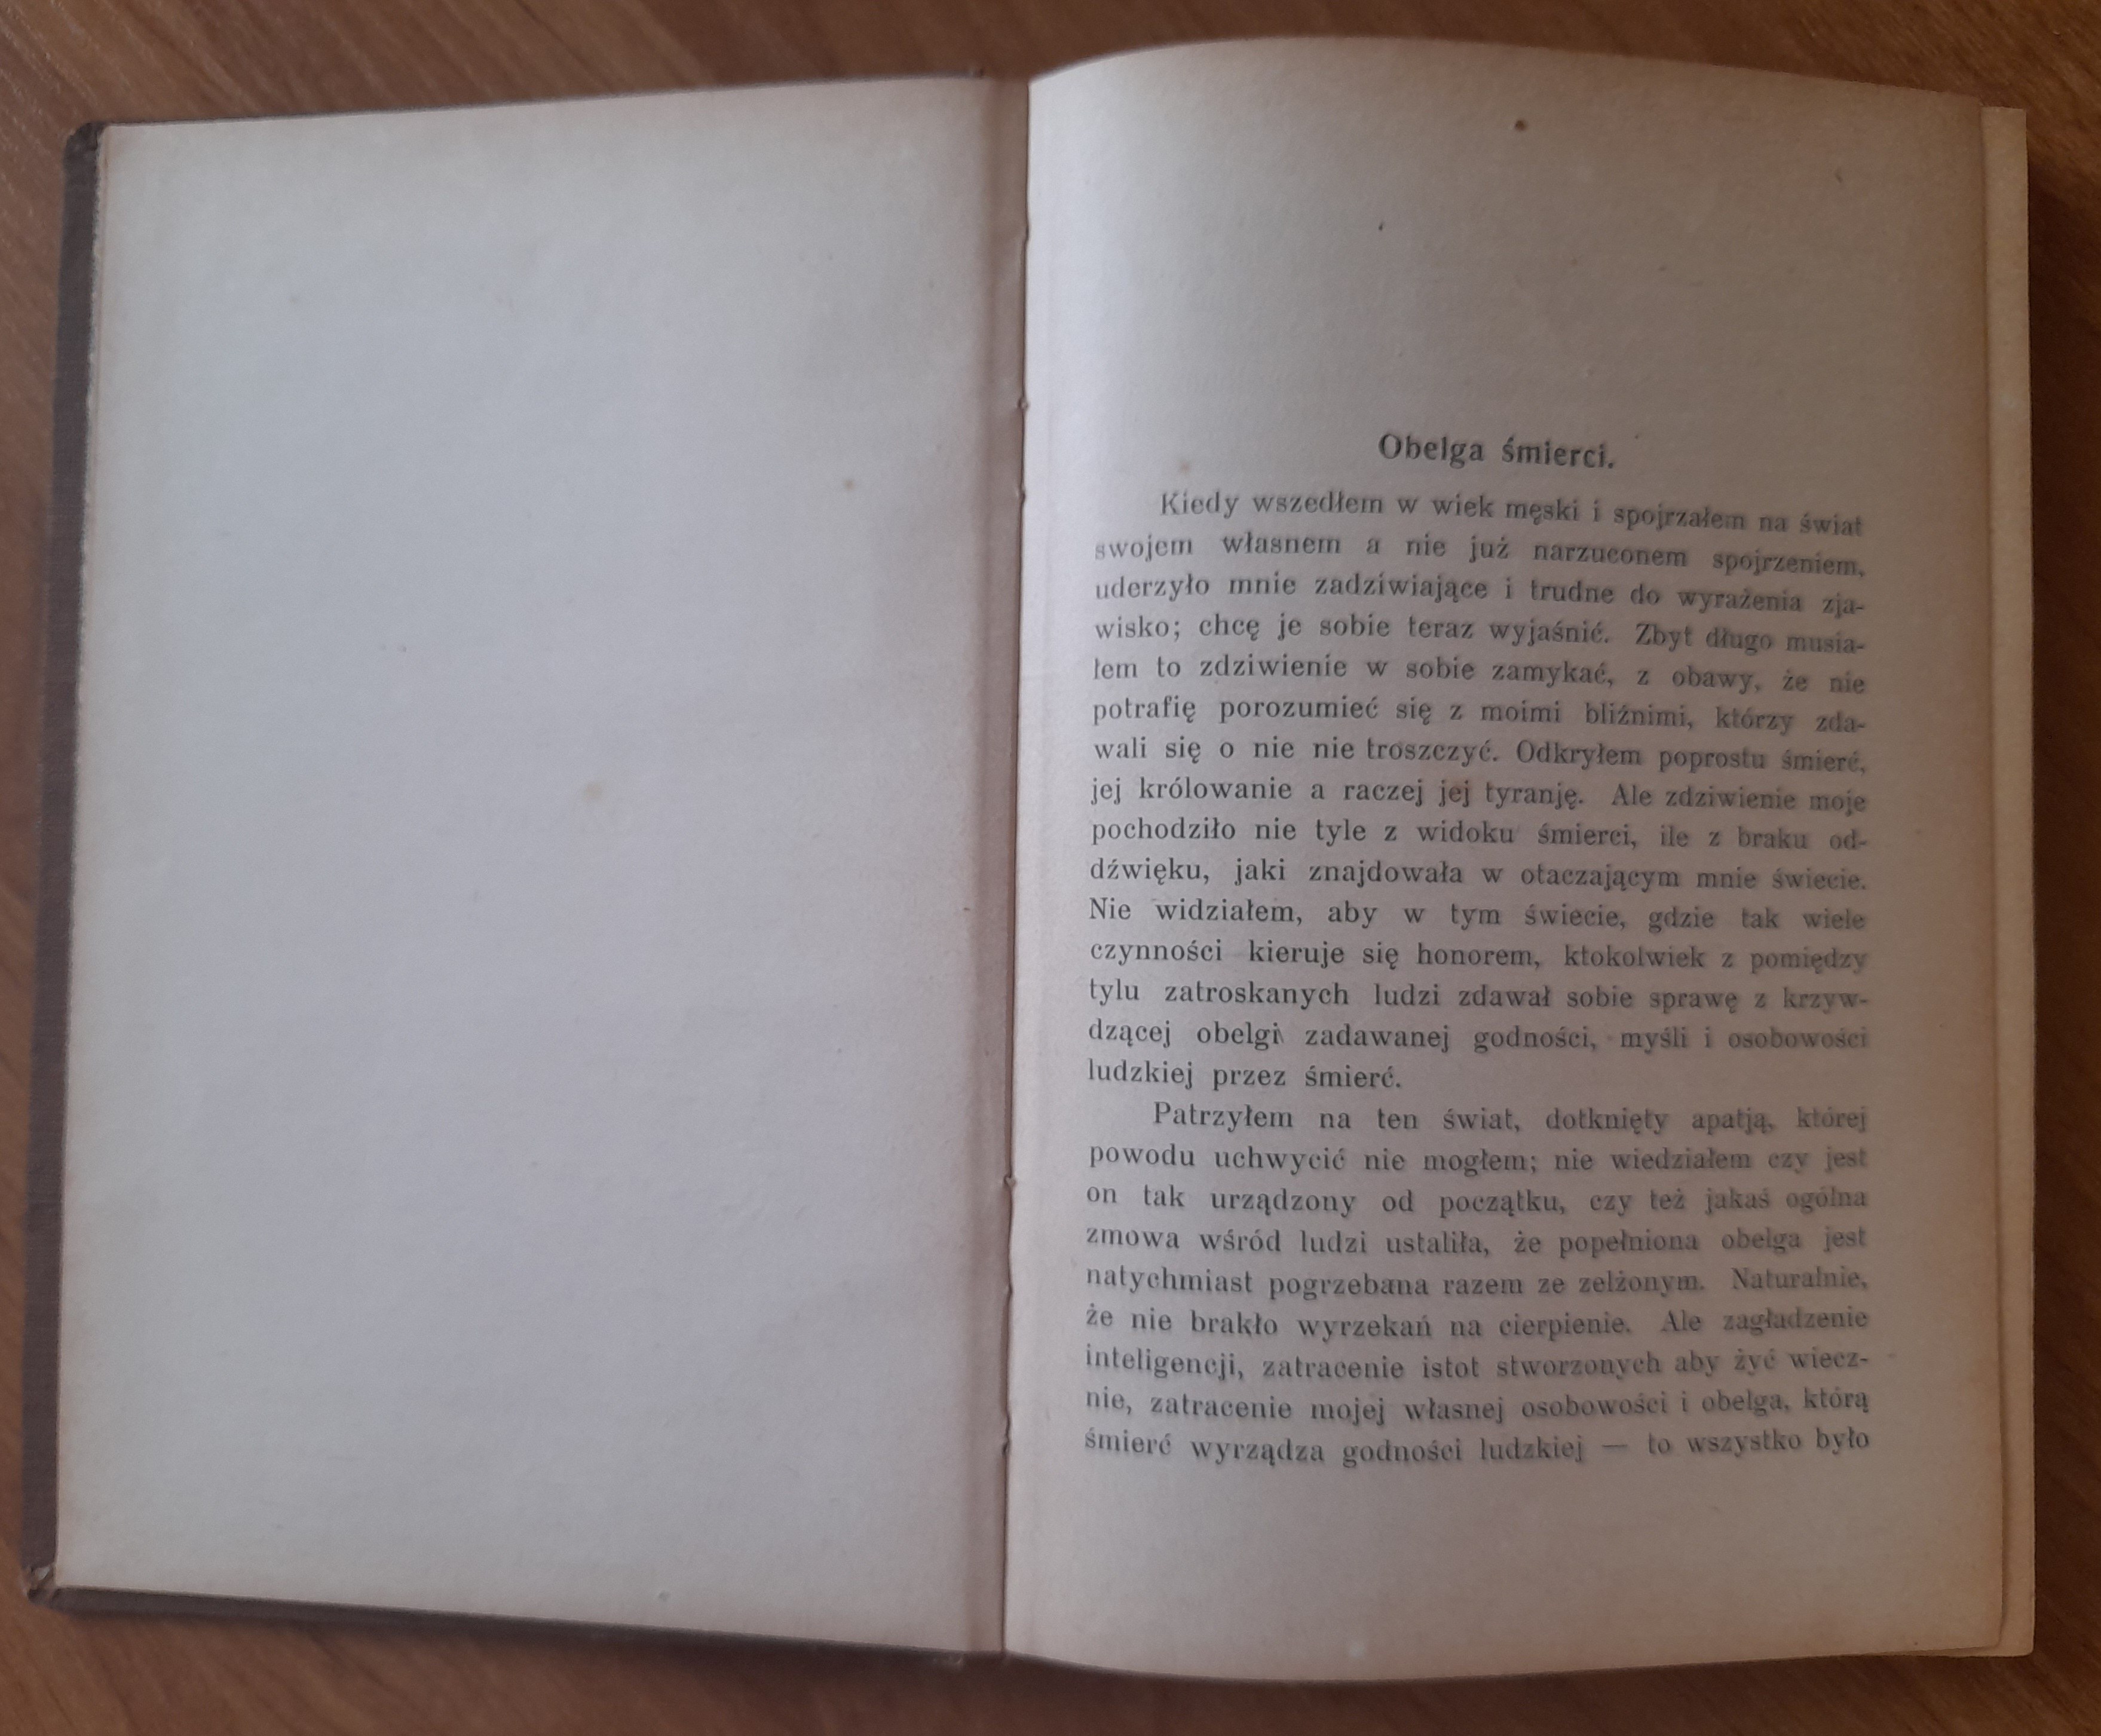 Obelga śmierci.
Kiedy wszedłem w wiek męski i spojrzałem na świat
swojem własnem a nie już narzuconem spojrzeniem,
uderzyło mnie zadziwiające i trudne do wyrażenia zja-
wisko; chcę je sobie teraz wyjaśnić. Zbyt długo musia-
łem to zdziwienie w sobie zamykać, z obawy, że nie
potrafię porozumieć się z moimi bliźnimi, którzy zda-
wali się o nie nie troszczyć. Odkryłem poprostu śmierć,
jej królowanie a raczej jej tyranję. Ale zdziwienie moje
pochodziło nie tyle z widoku śmierci, ile z braku od-
dźwięku, jaki znajdowała w otaczającym mnie świecie.
Nie widziałem, aby w tym świecie, gdzie tak wiele
czynności kieruje się honorem, ktokolwiek z pomiędzy
tylu zatroskanych ludzi zdawał sobie sprawę z krzyw-
dzącej obelgi zadawanej godności, myśli i osobowości
ludzkiej przez śmierć.
Patrzyłem na ten świat, dotknięty apatją, której
powodu uchwycić nie mogłem; nie wiedziałem czy jest
on tak urządzony od początku, czy też jakaś ogólna
zmowa wśród ludzi ustaliła, że popełniona obelga jest
natychmiast pogrzebana razem ze zelżonym. Naturalnie,
że nie brakło wyrzekań na cierpienie. Ale zagładzenie
inteligencji, zatracenie istot stworzonych aby żyć wiecz-
nie, zatracenie mojej własnej osobowości i obelga, którą
śmierć wyrządza godności ludzkiej — to wszystko było